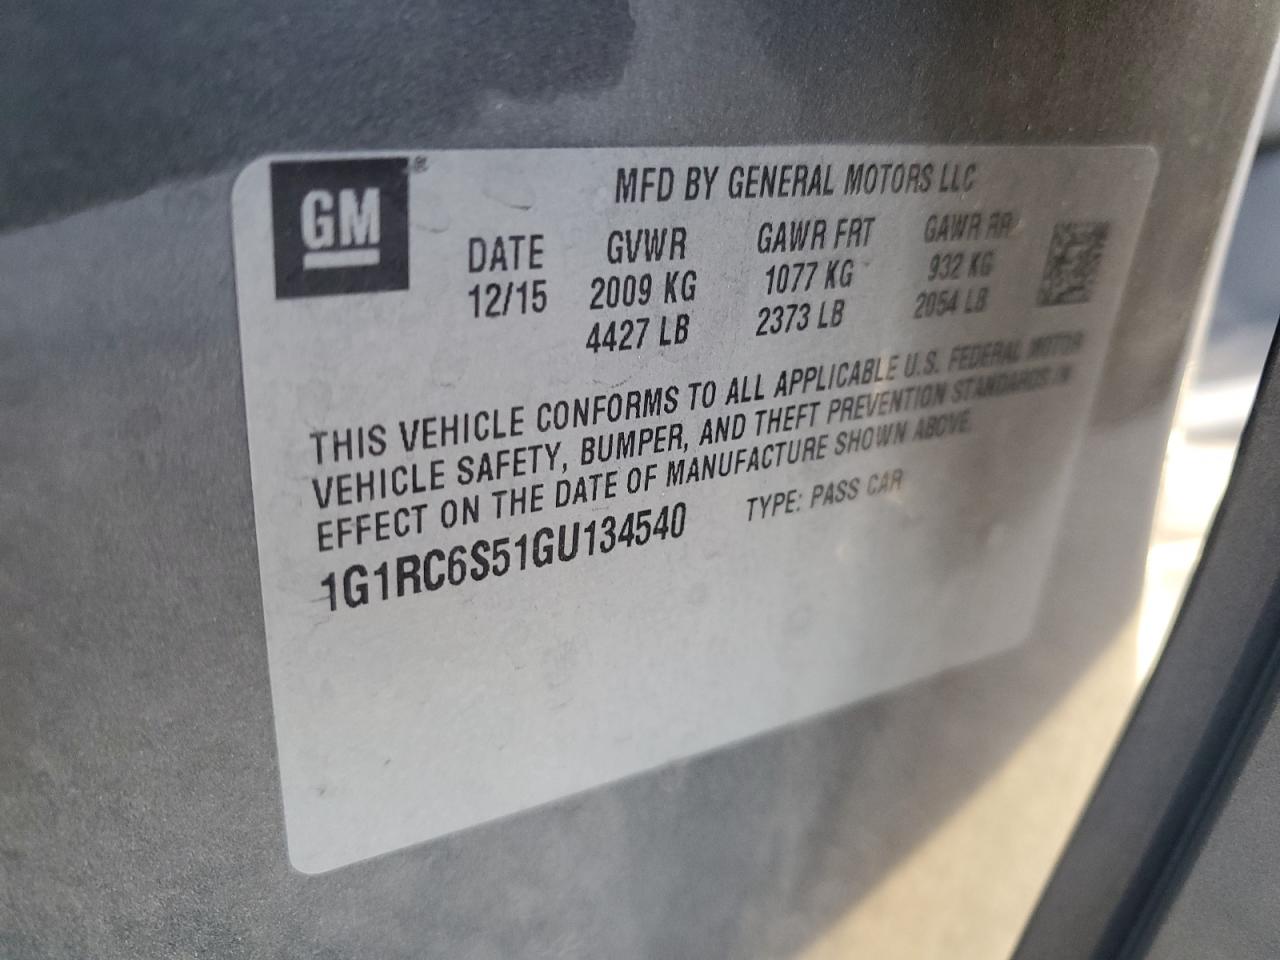 GM®
MFD BY GENERAL MOTORS LLC
DATE GVWR GAWR FRT GAWR RR
12/15 2009 KG 1077 KG 932 KG
4427 LB 2373 LB 2054 LB
THIS VEHICLE CONFORMS TO ALL APPLICABLE U.S. FEDERAL MOTOR
VEHICLE SAFETY, BUMPER, AND THEFT PREVENTION STANDARDS IN
EFFECT ON THE DATE OF MANUFACTURE SHOWN ABOVE.
1G1RC6S51GU134540 TYPE: PASS CAR